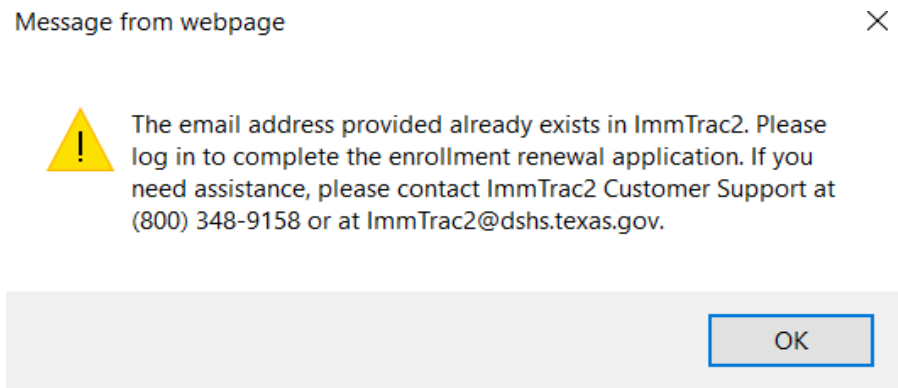 Message from webpage
The email address provided already exists in ImmTrac2. Please
log in to complete the enrollment renewal application. If you
need assistance, please contact ImmTrac2 Customer Support at
(800) 348-9158 or at ImmTrac2@dshs.texas.gov.
OK